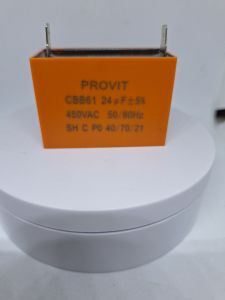 PROVIT
CBB61 24μF±5%
450VAC 50/60Hz
SH C P0 40/70/21